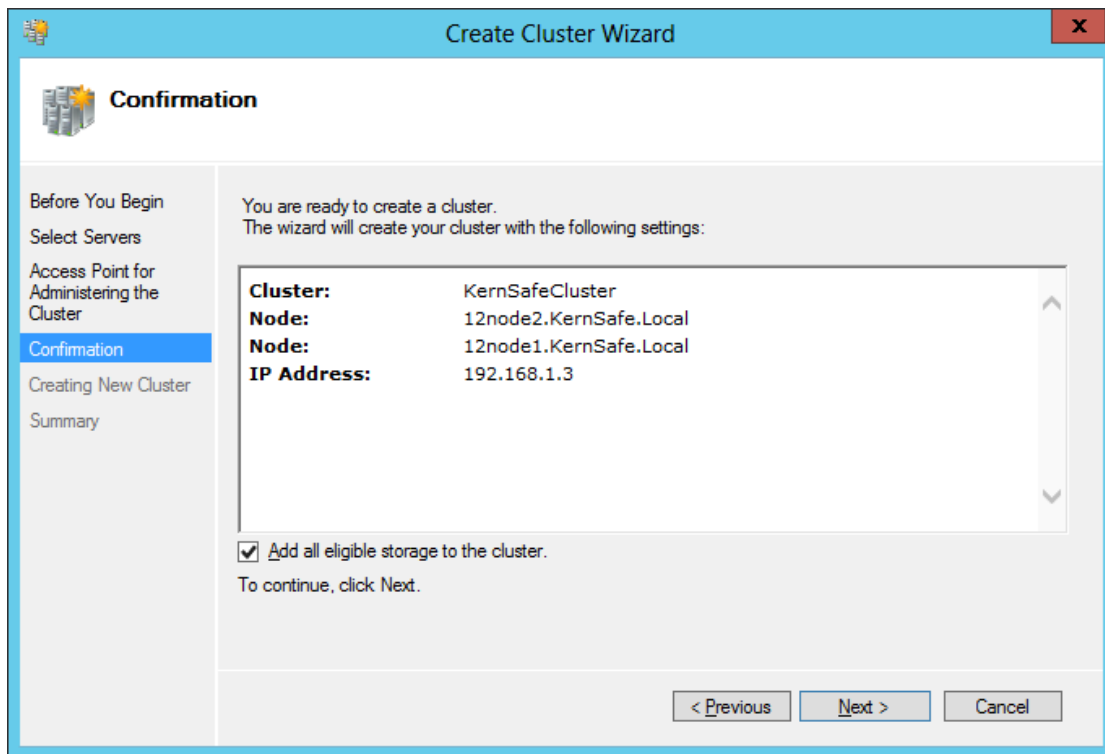 Create Cluster Wizard
x
Confirmation
Before You Begin
Select Servers
Access Point for
Administering the
Cluster
Confirmation
Creating New Cluster
Summary
You are ready to create a cluster.
The wizard will create your cluster with the following settings:
Cluster: KernSafeCluster
Node: 12node2.KernSafe.Local
Node: 12node1.KernSafe.Local
IP Address: 192.168.1.3
Add all eligible storage to the cluster.
To continue, click Next.
< Previous Next > Cancel